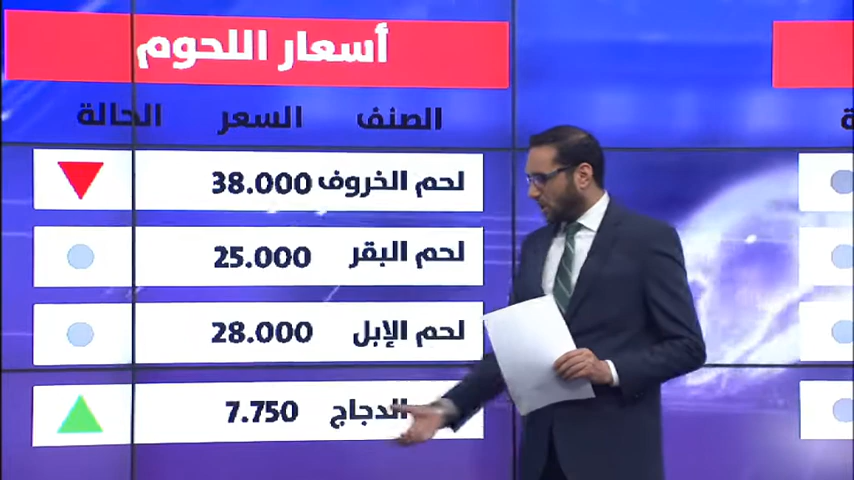 أسعار اللحوم
الصنف السعر الحالة
لحم الخروف 38.000
لحم البقر 25.000
لحم الإبل 28.000
الدجاج 7.750